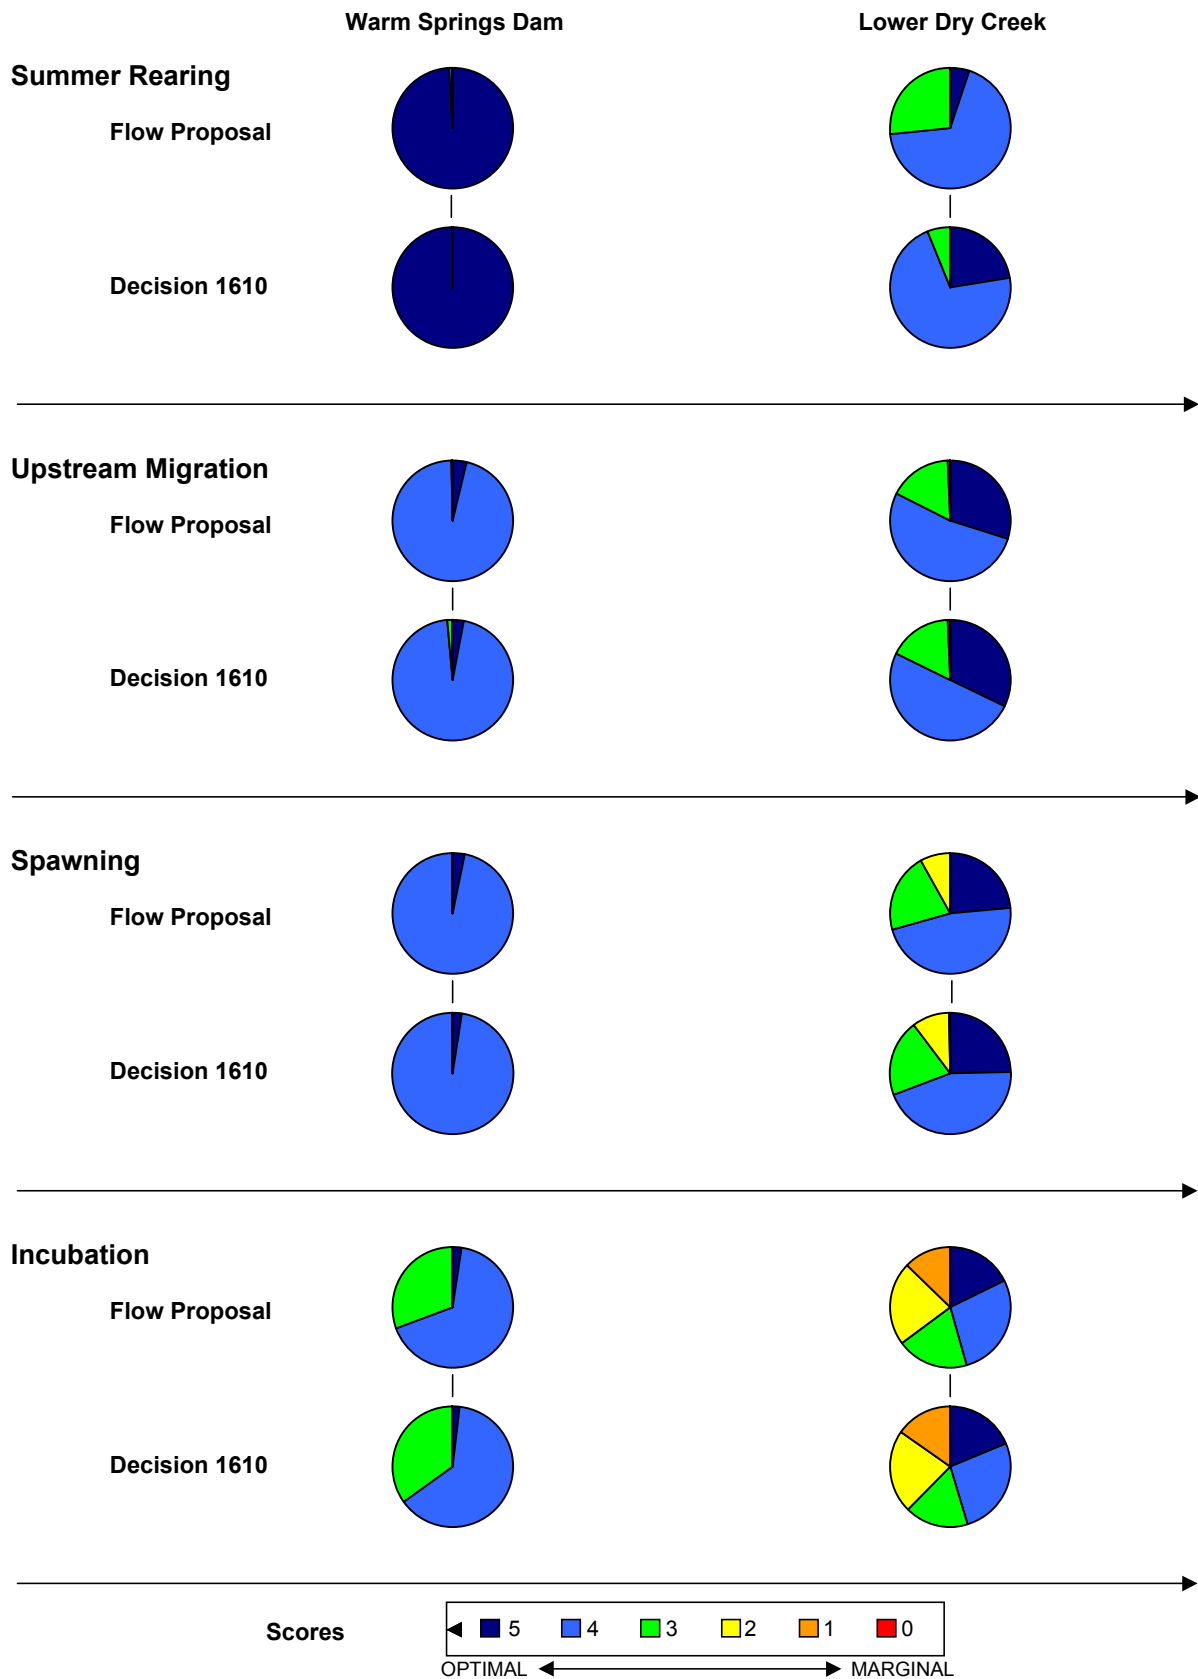 Warm Springs Dam Lower Dry Creek
Summer Rearing
Flow Proposal
Decision 1610
Upstream Migration
Flow Proposal
Decision 1610
Spawning
Flow Proposal
Decision 1610
Incubation
Flow Proposal
Decision 1610
Scores 5 4 3 2 1 0
OPTIMAL MARGINAL